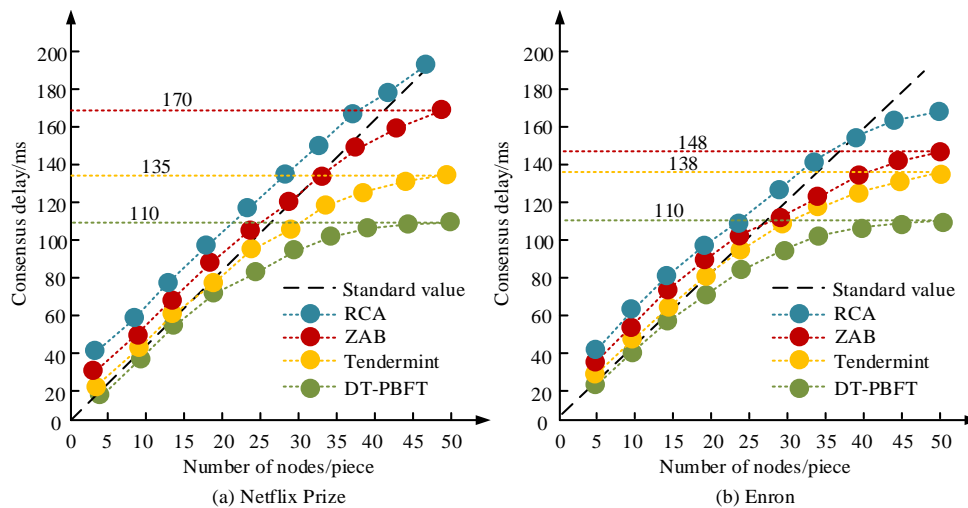 200
180
160
140
120
100
80
60
40
20
0
Consensus delay/ms
170
135
110
Standard value
RCA
ZAB
Tendermint
DT-PBFT
0 5 10 15 20 25 30 35 40 45 50
Number of nodes/piece
(a) Netflix Prize
200
180
160
140
120
100
80
60
40
20
0
Consensus delay/ms
148
138
110
Standard value
RCA
ZAB
Tendermint
DT-PBFT
0 5 10 15 20 25 30 35 40 45 50
Number of nodes/piece
(b) Enron